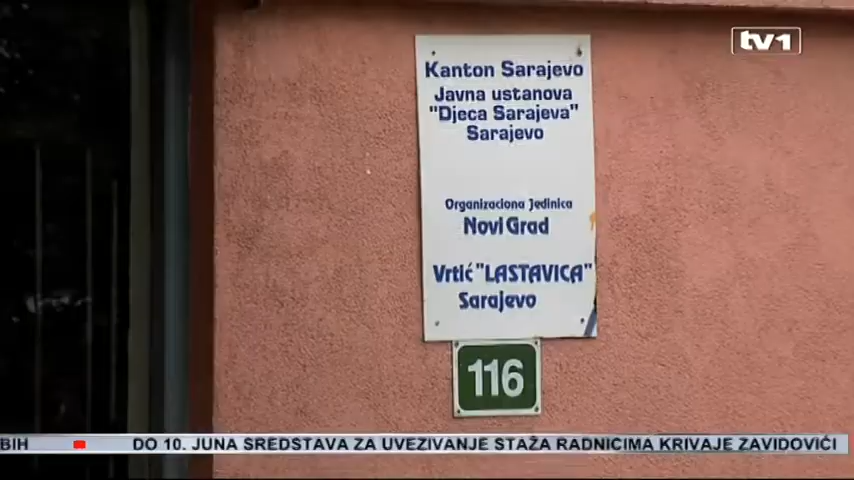 tv1
Kanton Sarajevo
Javna ustanova
"Djeca Sarajeva"
Sarajevo
Organizaciona Jedinica
Novi Grad
Vrtić "LASTAVICA"
Sarajevo
116
BIH DO 10. JUNA SREDSTAVA ZA UVEZIVANJE STAŽA RADNICIMA KRIVAJE ZAVIDOVIĆI